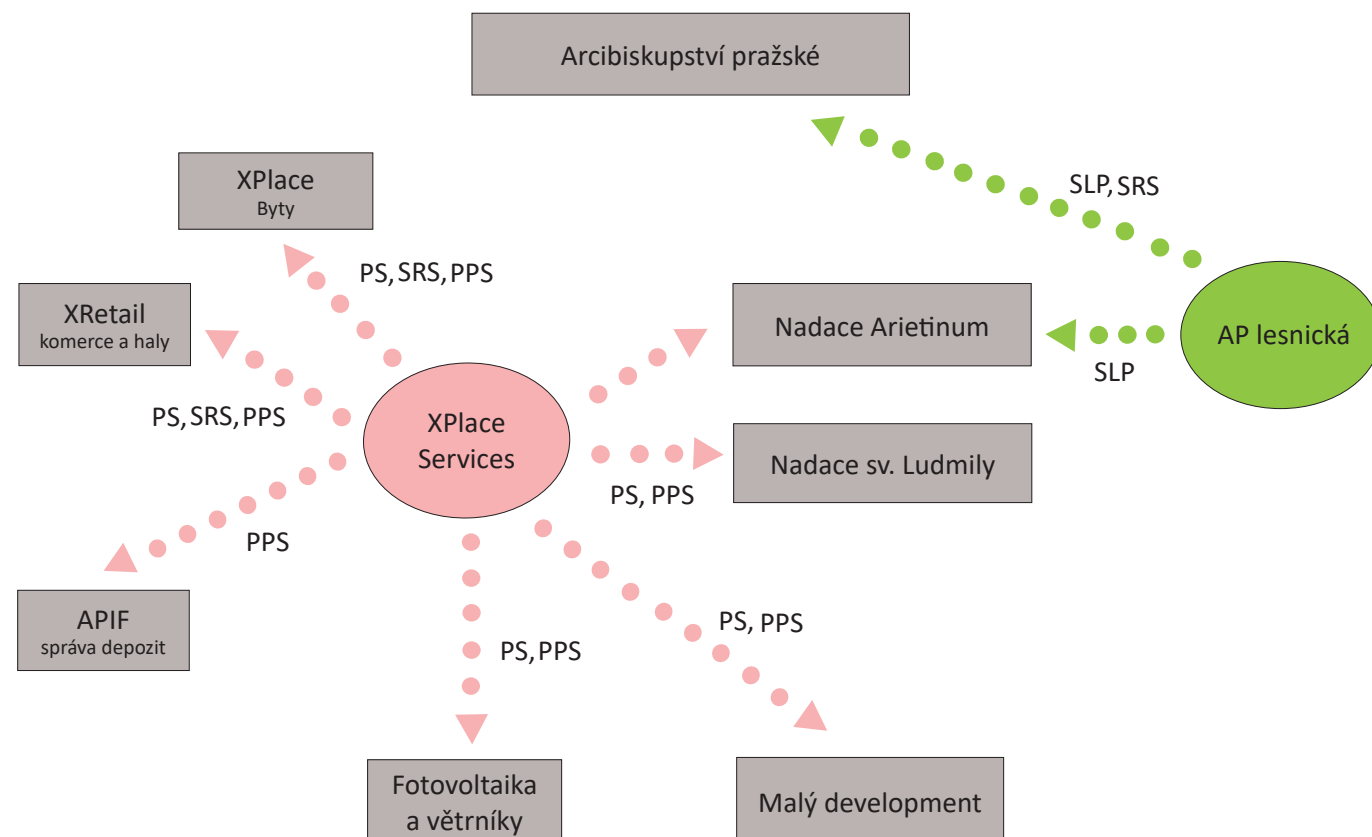 Arcibiskupství pražské
XPlace
Byty
SLP, SRS
PS, SRS, PPS
XRetail
komerce a haly
Nadace Arietinum
AP lesnická
SLP
PS, SRS, PPS
XPlace
Services
Nadace sv. Ludmily
PS, PPS
PPS
APIF
správa depozit
PS, PPS
PS, PPS
Fotovoltaika
a větrníky
Malý development